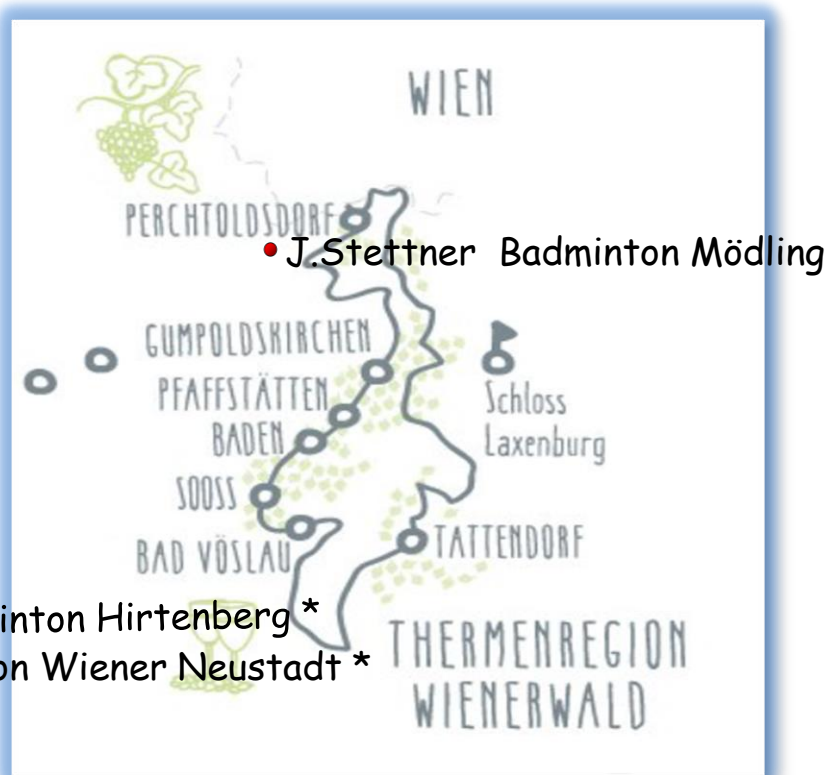 WIEN
PERCHTOLDSDORF
J.Stettner Badminton Mödling
GUMPOLDSKIRCHEN
PFAFFSTÄTTEN
Schloss
Laxenburg
BADEN
SOOSS
TATTENDORF
BAD VÖSLAU
inton Hirtenberg *
on Wiener Neustadt *
THERMENREGION
WIENERWALD